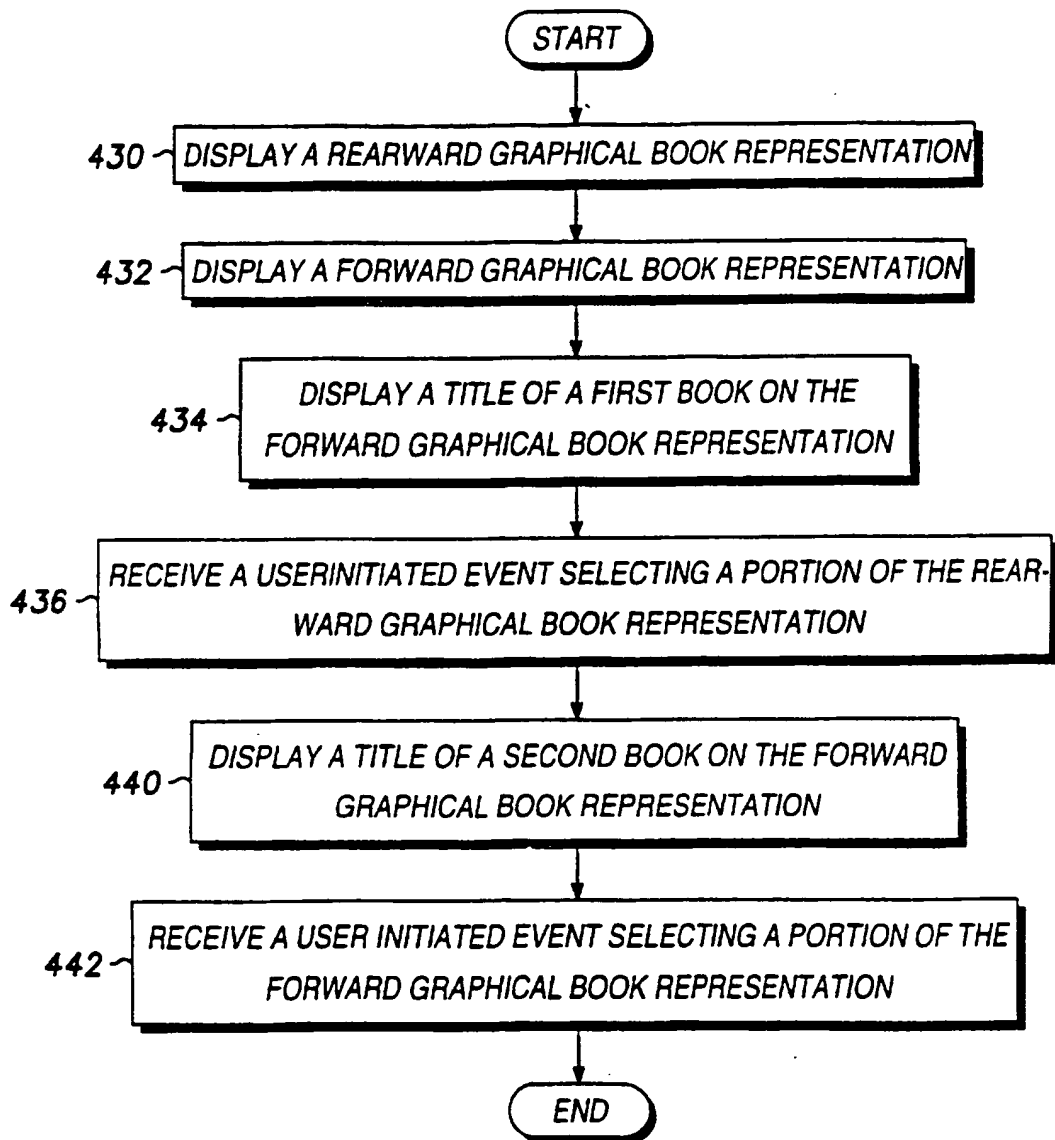 START
430 DISPLAY A REARWARD GRAPHICAL BOOK REPRESENTATION
432 DISPLAY A FORWARD GRAPHICAL BOOK REPRESENTATION
434 DISPLAY A TITLE OF A FIRST BOOK ON THE
FORWARD GRAPHICAL BOOK REPRESENTATION
436 RECEIVE A USERINITIATED EVENT SELECTING A PORTION OF THE REAR-
WARD GRAPHICAL BOOK REPRESENTATION
440 DISPLAY A TITLE OF A SECOND BOOK ON THE FORWARD
GRAPHICAL BOOK REPRESENTATION
442 RECEIVE A USER INITIATED EVENT SELECTING A PORTION OF THE
FORWARD GRAPHICAL BOOK REPRESENTATION
END